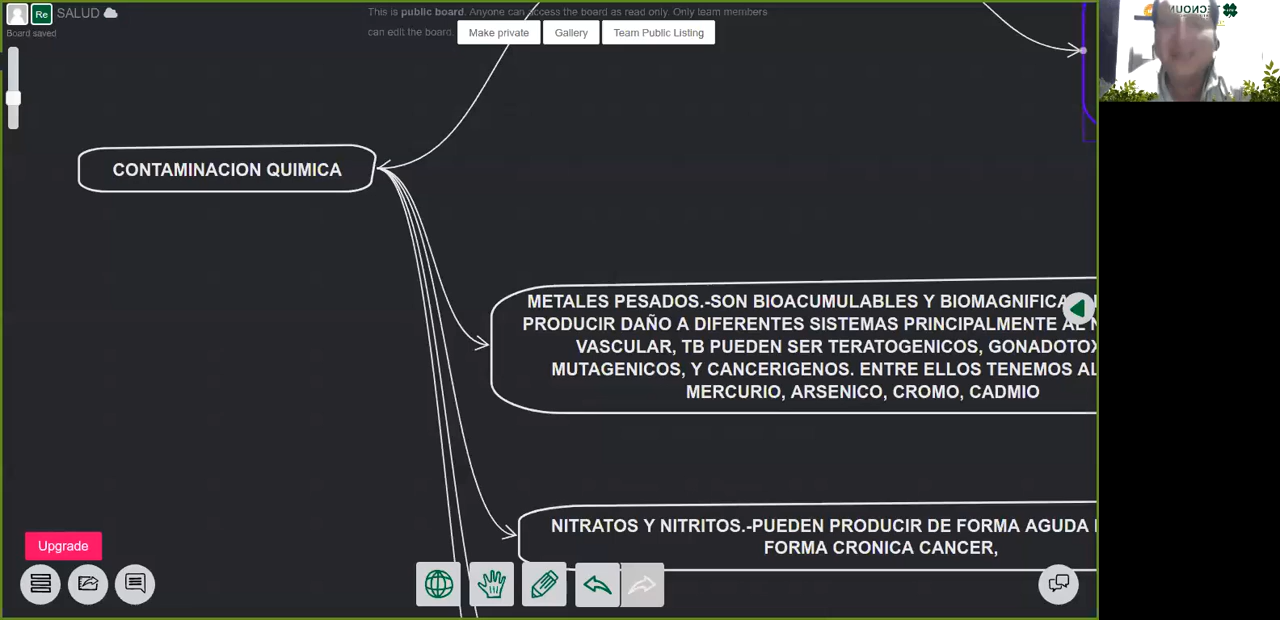 Re SALUD
Board saved
This is public board. Anyone can access the board as read only. Only team members
can edit the board.
Make private
Gallery
Team Public Listing
CONTAMINACION QUIMICA
METALES PESADOS.-SON BIOACUMULABLES Y BIOMAGNIFICA
PRODUCIR DAÑO A DIFERENTES SISTEMAS PRINCIPALMENTE AL N
VASCULAR, TB PUEDEN SER TERATOGENICOS, GONADOTOX
MUTAGENICOS, Y CANCERIGENOS. ENTRE ELLOS TENEMOS AL
MERCURIO, ARSENICO, CROMO, CADMIO
NITRATOS Y NITRITOS.-PUEDEN PRODUCIR DE FORMA AGUDA
FORMA CRONICA CANCER,
Upgrade